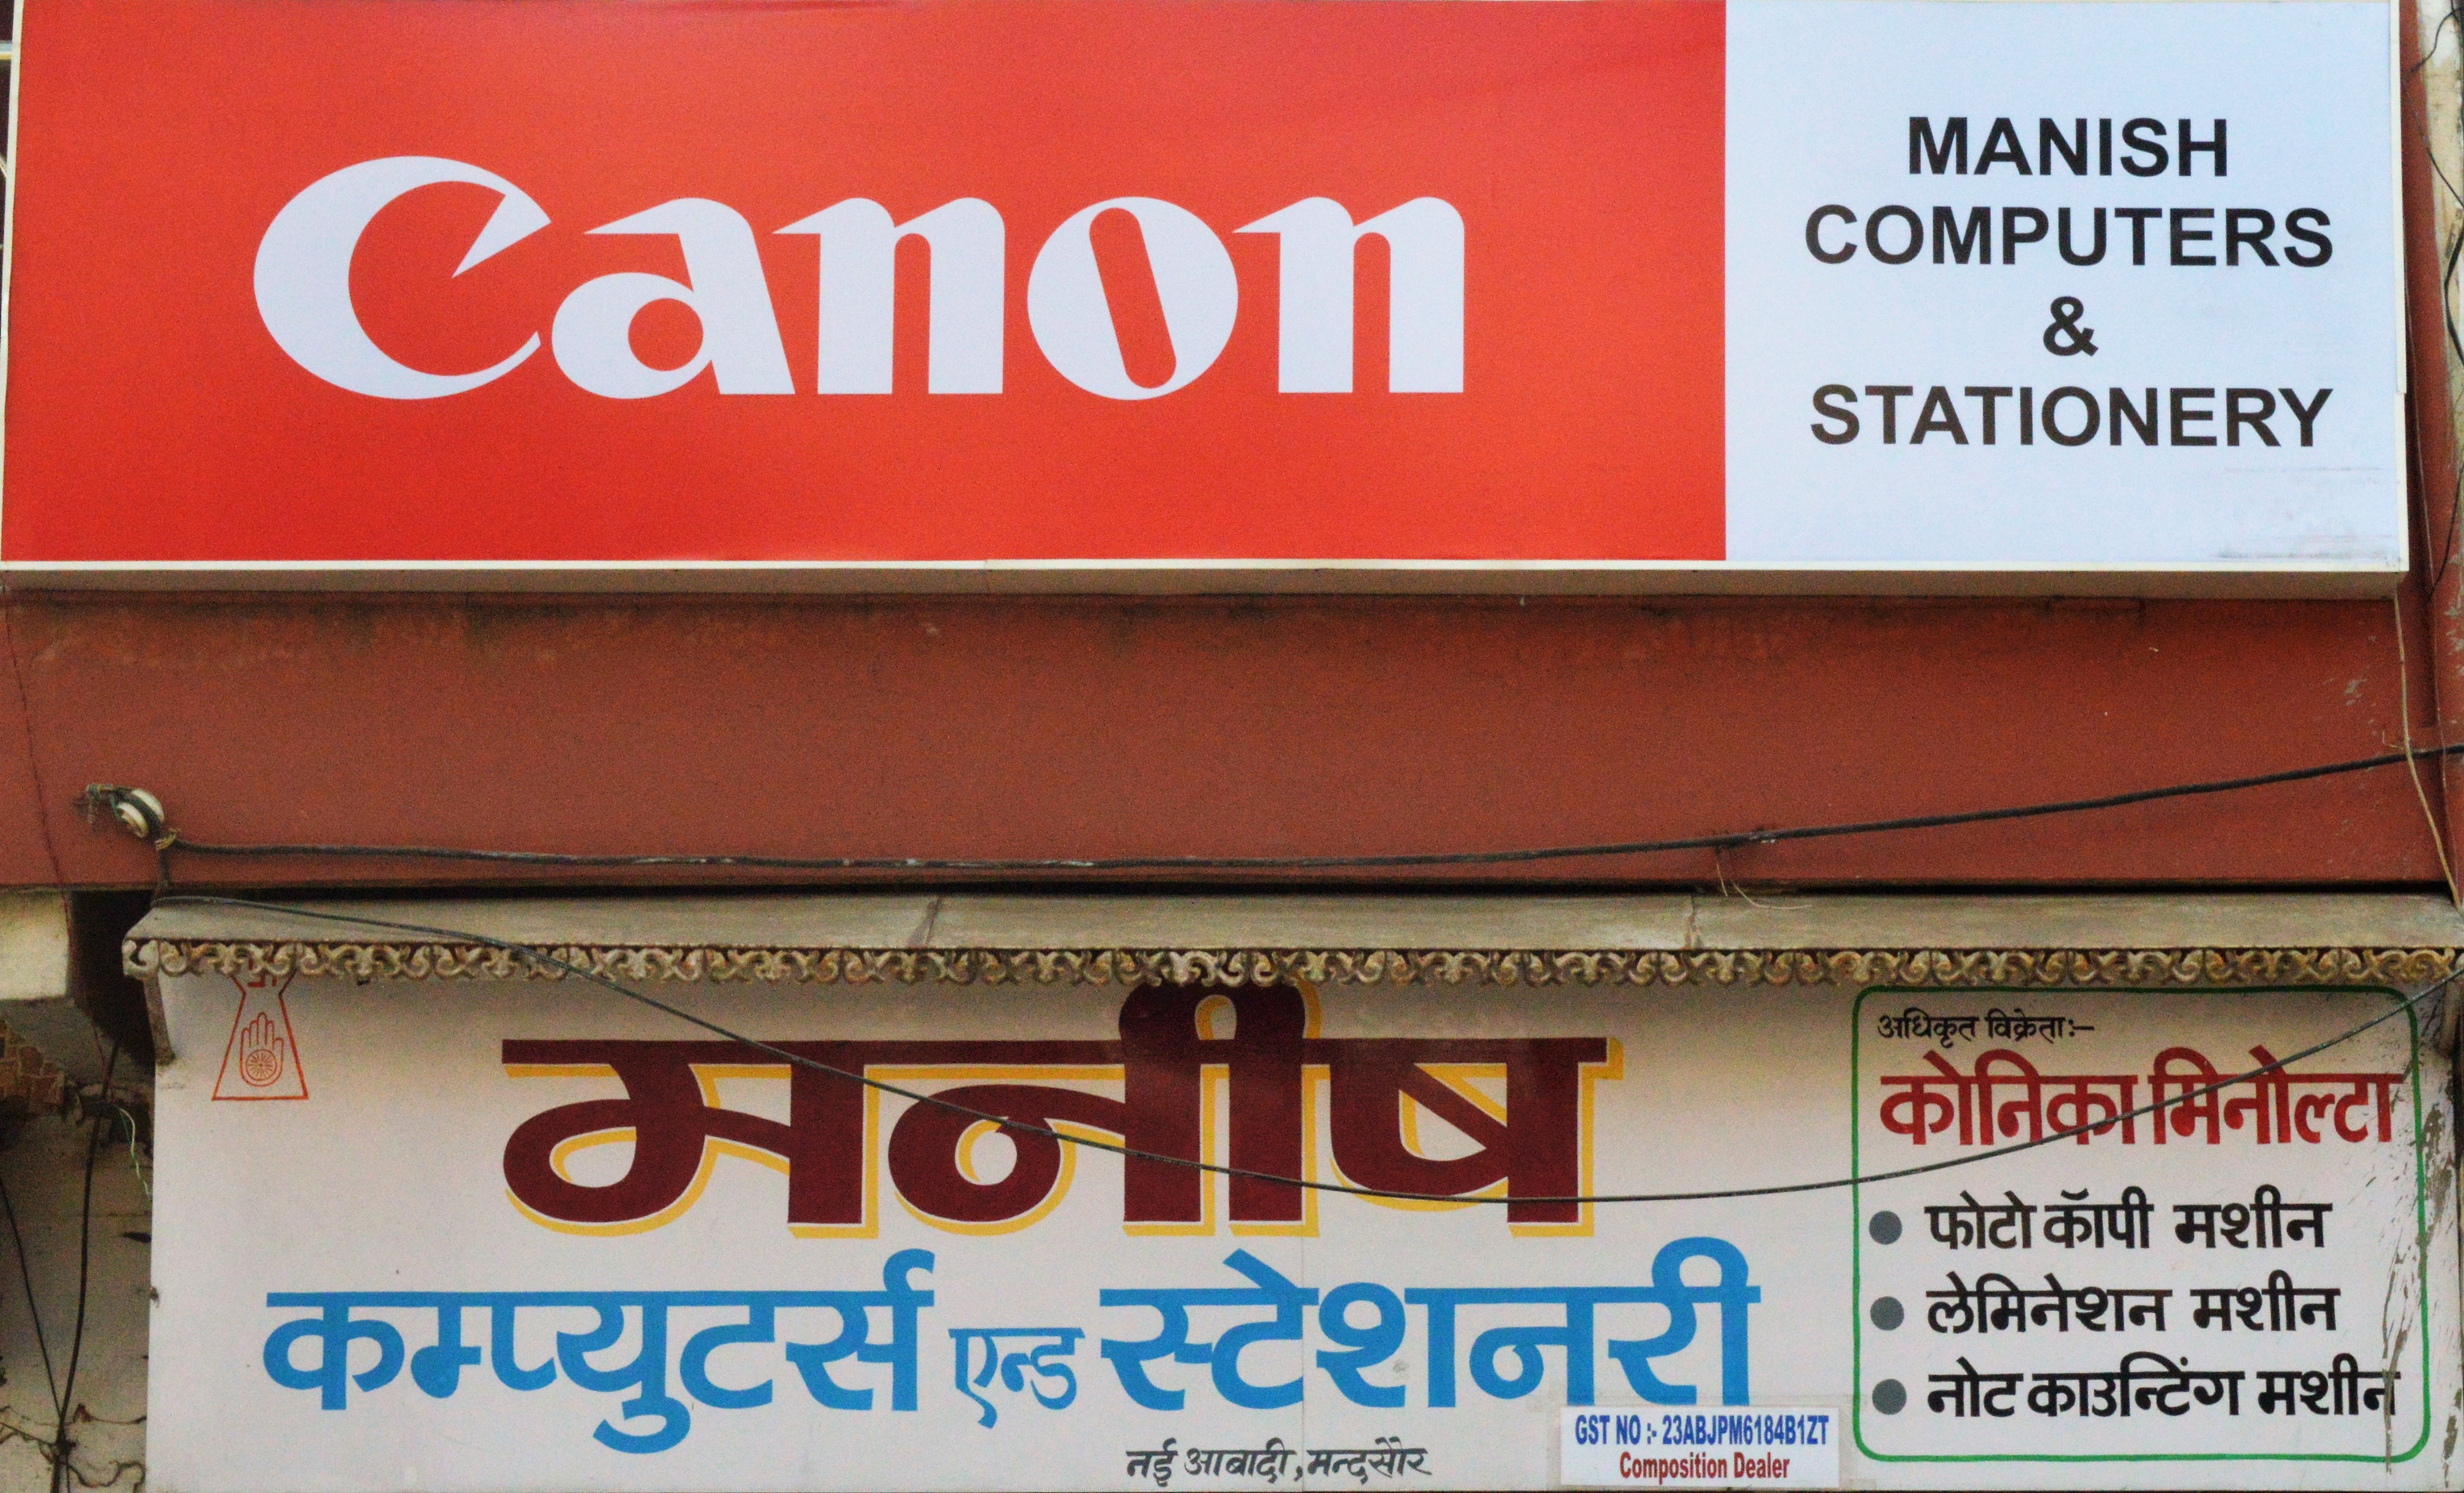 Canon
MANISH
COMPUTERS
&
STATIONERY
मनीष
कम्प्युटर्स एन्ड स्टेशनरी
नई आबादी, मन्दसौर
GST NO :- 23ABJPM6184B1ZT
Composition Dealer
अधिकृत विक्रेता:-
कोनिका मिनोल्टा
• फोटो कॅापी मशीन
• लेमिनेशन मशीन
• नोट काउन्टिंग मशीन